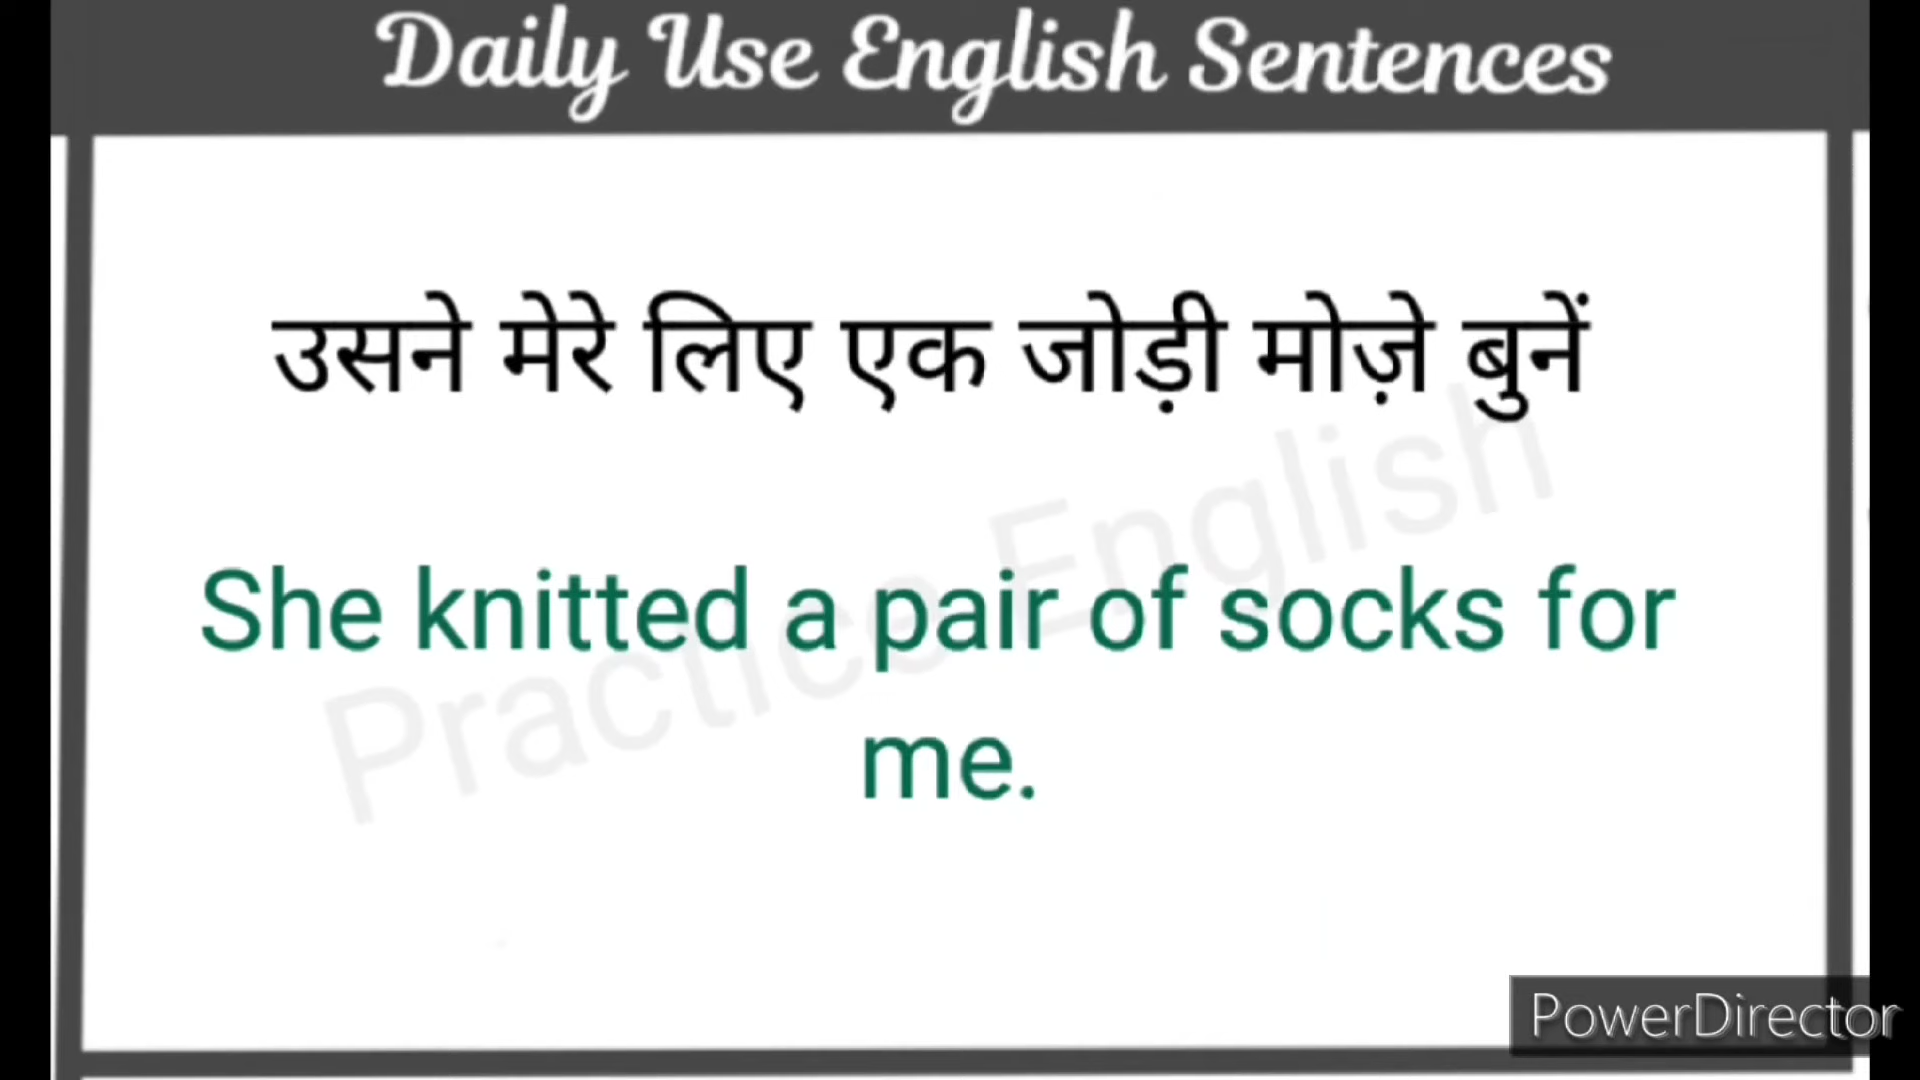 Daily Use English Sentences
उसने मेरे लिए एक जोड़ी मोज़े बुनें
She knitted a pair of socks for
me.
Practice English
PowerDirector